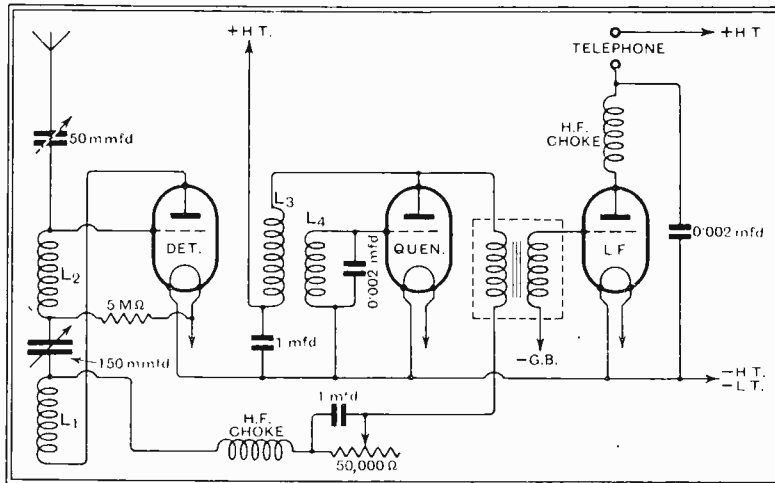 +H.T.
TELEPHONE
+H.T
H.F.
CHOKE
50 mmfd
L3
L4
DET.
QUEN.
L.F
0·002 mfd
0·002 mfd
L2
5 MΩ
150 mmfd
1 mfd
-G.B.
-H.T.
-L.T.
L1
H.F.
CHOKE
1 mfd
50,000 Ω